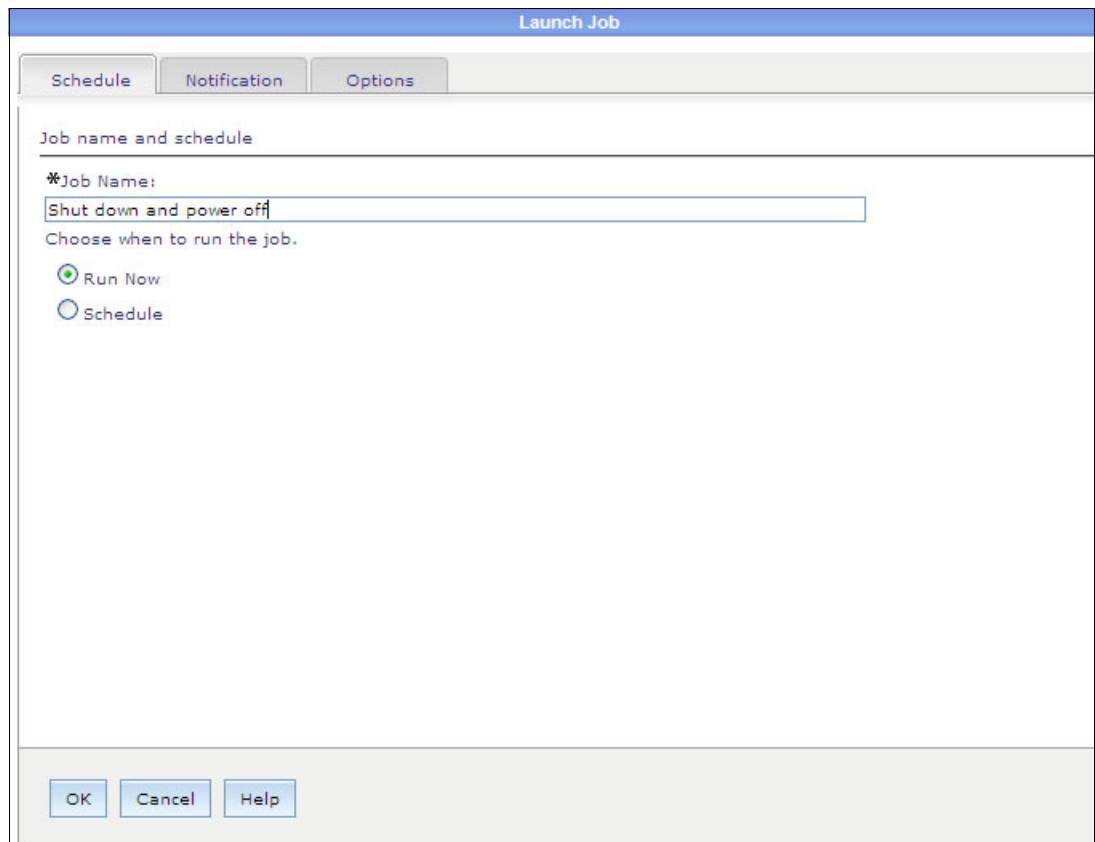 Launch Job
Schedule Notification Options
Job name and schedule
*Job Name:
Shut down and power off
Choose when to run the job.
Run Now
Schedule
OK Cancel Help